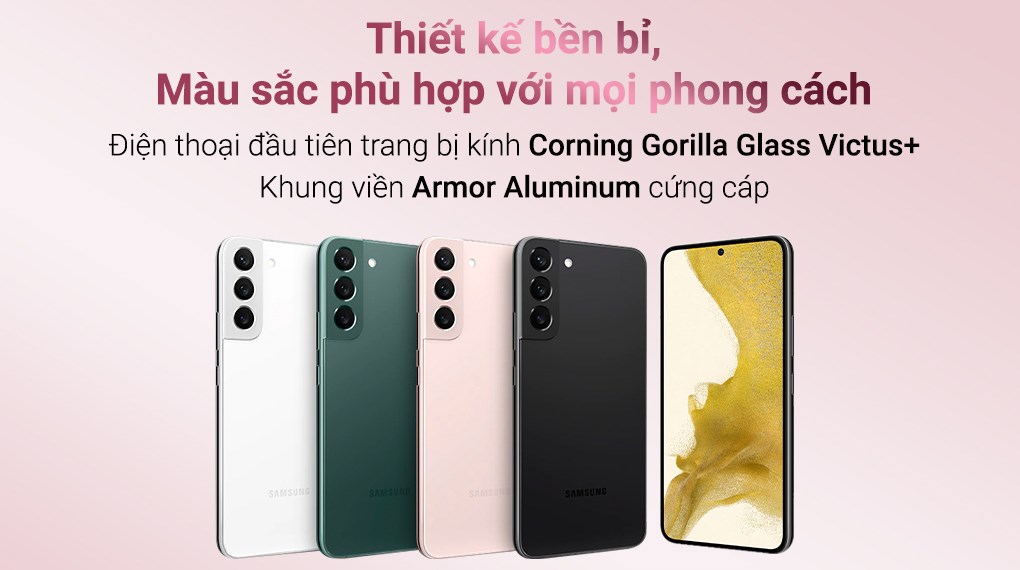 Thiết kế bền bỉ,
Màu sắc phù hợp với mọi phong cách
Điện thoại đầu tiên trang bị kính Corning Gorilla Glass Victus+
Khung viền Armor Aluminum cứng cáp
SAMSUNG SAMSUNG SAMSUNG SAMSUNG